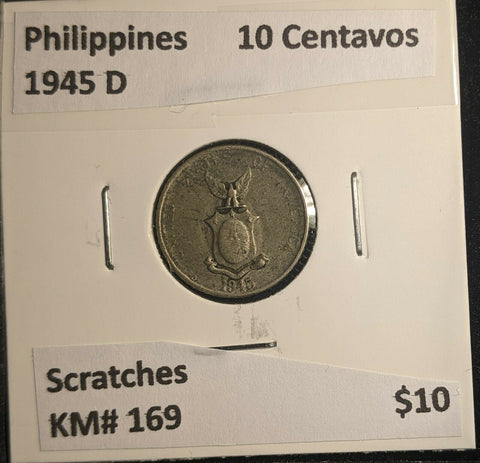 Philippines 10 Centavos
1945 D
1945
Scratches
KM# 169 $10